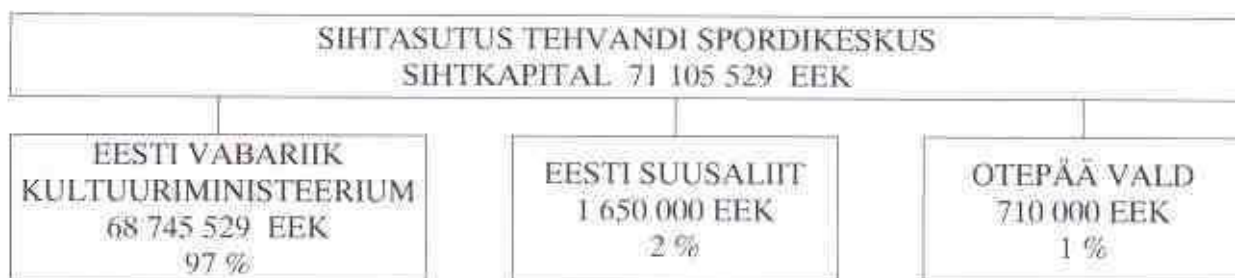 SIHTASUTUS TEHVANDI SPORDIKESKUS
SIHTKAPITAL 71 105 529 EEK
EESTI VABARIIK
KULTUURIMINISTEERIUM
68 745 529 EEK
97 %
EESTI SUUSALIIT
1 650 000 EEK
2 %
OTEPÄÄ VALD
710 000 EEK
1 %